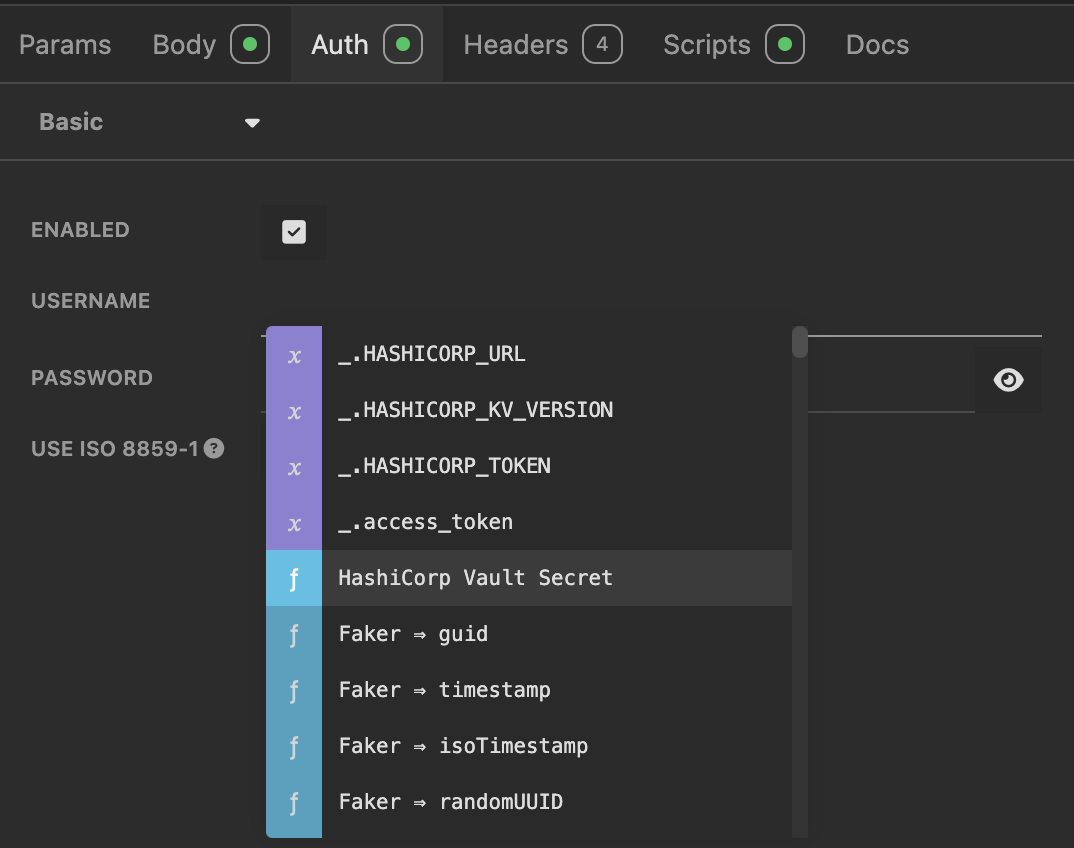 Params Body Auth Headers 4 Scripts Docs
Basic
ENABLED
USERNAME
x _.HASHICORP_URL
PASSWORD
x _.HASHICORP_KV_VERSION
USE ISO 8859-1 ?
x _.HASHICORP_TOKEN
x _.access_token
ƒ HashiCorp Vault Secret
ƒ Faker ⇒ guid
ƒ Faker ⇒ timestamp
ƒ Faker ⇒ isoTimestamp
ƒ Faker ⇒ randomUUID